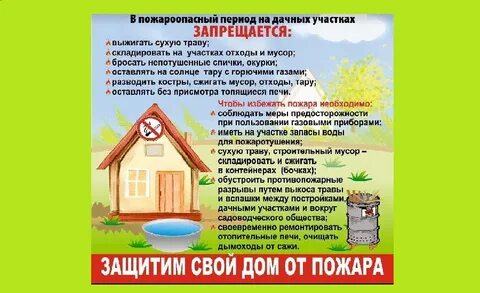 В пожароопасный период на дачных участках
ЗАПРЕЩАЕТСЯ:
выжигать сухую траву;
складировать на участках отходы и мусор;
бросать непотушенные спички, окурки;
оставлять на солнце тару с горючими газами;
разводить костры, сжигать мусор, отходы, тару;
оставлять без присмотра топящиеся печи.
Чтобы избежать пожара необходимо:
соблюдать меры предосторожности
при пользовании газовыми приборами;
иметь на участке запасы воды
для пожаротушения;
сухую траву, строительный мусор –
складировать и сжигать
в контейнерах (бочках);
обустроить противопожарные
разрывы путем выкоса травы
и вспашки между постройками,
дачными участками и вокруг
садоводческого общества;
своевременно ремонтировать
отопительные печи, очищать
дымоходы от сажи.
ЗАЩИТИМ СВОЙ ДОМ ОТ ПОЖАРА